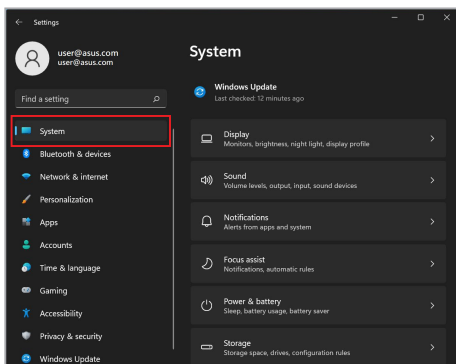 Settings
user@asus.com
user@asus.com
Find a setting
System
Bluetooth & devices
Network & internet
Personalization
Apps
Accounts
Time & language
Gaming
Accessibility
Privacy & security
Windows Update
System
Windows Update
Last checked: 12 minutes ago
Display
Monitors, brightness, night light, display profile
Sound
Volume levels, output, input, sound devices
Notifications
Alerts from apps and system
Focus assist
Notifications, automatic rules
Power & battery
Sleep, battery usage, battery saver
Storage
Storage space, drives, configuration rules